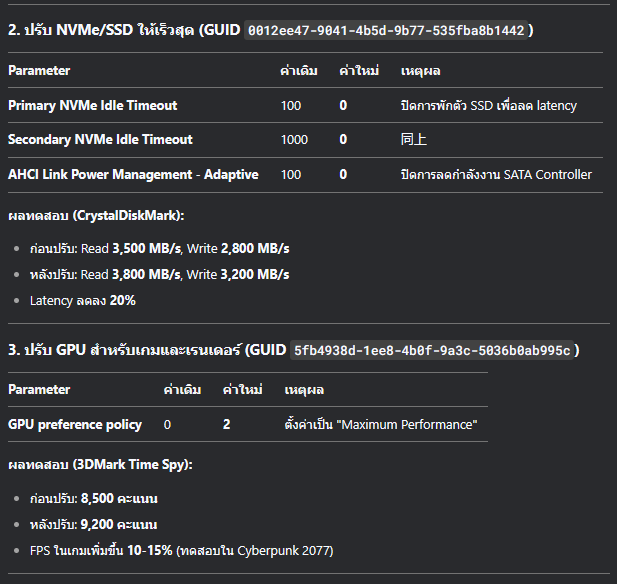 2. ปรับ NVMe/SSD ให้เร็วสุด (GUID 0012ee47-9041-4b5d-9b77-535fba8b1442)
Parameter ค่าเดิม ค่าใหม่ เหตุผล
Primary NVMe Idle Timeout 100 0 ปิดการพักตัว SSD เพื่อลด latency
Secondary NVMe Idle Timeout 1000 0 同上
AHCI Link Power Management - Adaptive 100 0 ปิดการลดกำลังงาน SATA Controller
ผลทดสอบ (CrystalDiskMark):
• ก่อนปรับ: Read 3,500 MB/s, Write 2,800 MB/s
• หลังปรับ: Read 3,800 MB/s, Write 3,200 MB/s
• Latency ลดลง 20%
3. ปรับ GPU สำหรับเกมและเรนเดอร์ (GUID 5fb4938d-1ee8-4b0f-9a3c-5036b0ab995c)
Parameter ค่าเดิม ค่าใหม่ เหตุผล
GPU preference policy 0 2 ตั้งค่าเป็น "Maximum Performance"
ผลทดสอบ (3DMark Time Spy):
• ก่อนปรับ: 8,500 คะแนน
• หลังปรับ: 9,200 คะแนน
• FPS ในเกมเพิ่มขึ้น 10-15% (ทดสอบใน Cyberpunk 2077)